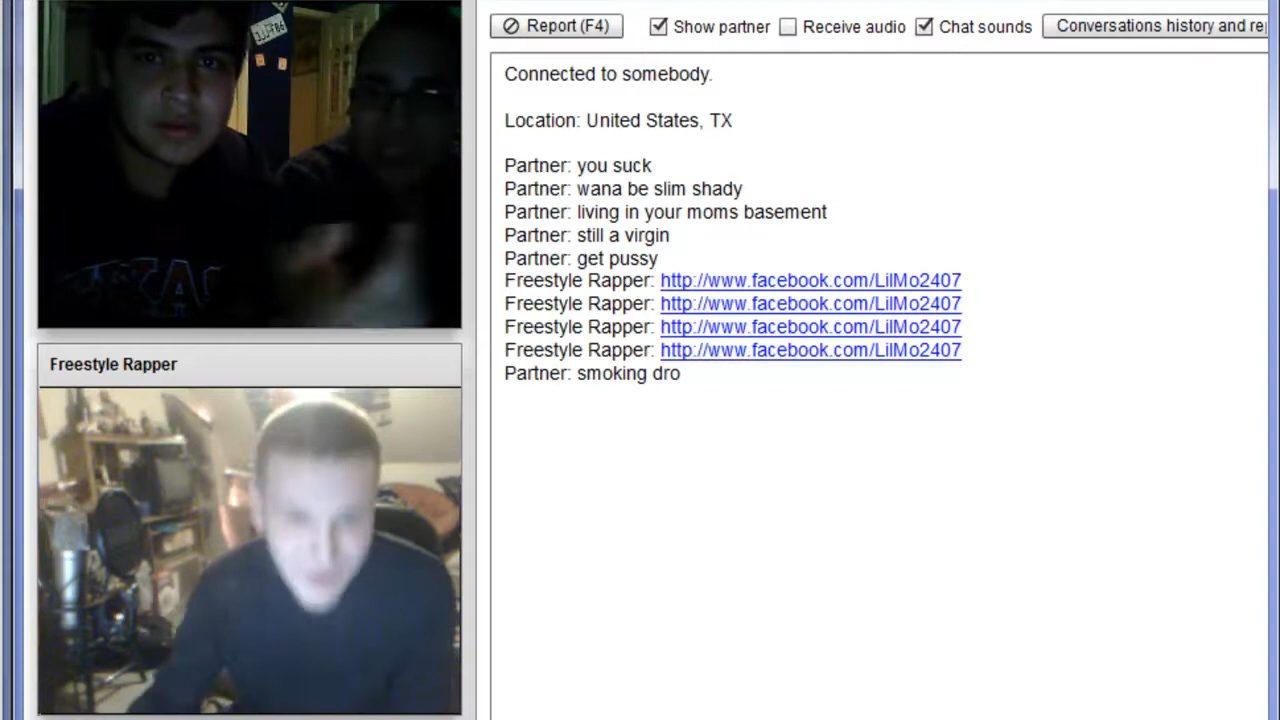 Report (F4)
Show partner
Receive audio
Chat sounds
Conversations history and
Connected to somebody.
Location: United States, TX
Partner: you suck
Partner: wana be slim shady
Partner: living in your moms basement
Partner: still a virgin
Partner: get pussy
Freestyle Rapper: http://www.facebook.com/LilMo2407
Freestyle Rapper: http://www.facebook.com/LilMo2407
Freestyle Rapper: http://www.facebook.com/LilMo2407
Freestyle Rapper: http://www.facebook.com/LilMo2407
Partner: smoking dro
Freestyle Rapper